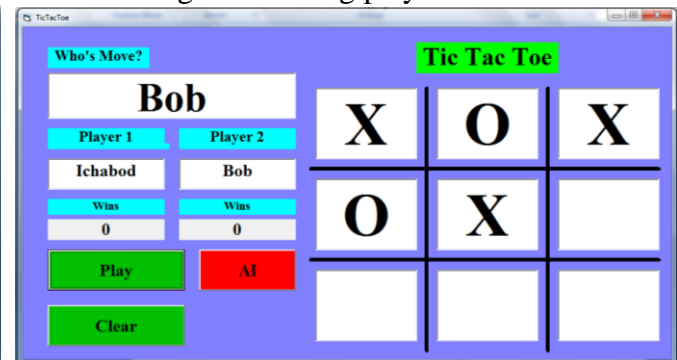 TicTacToe
Who's Move?
Bob
Player 1 Player 2
Ichabod Bob
Wins Wins
0 0
Play AI
Clear
Tic Tac Toe
X O X
O X